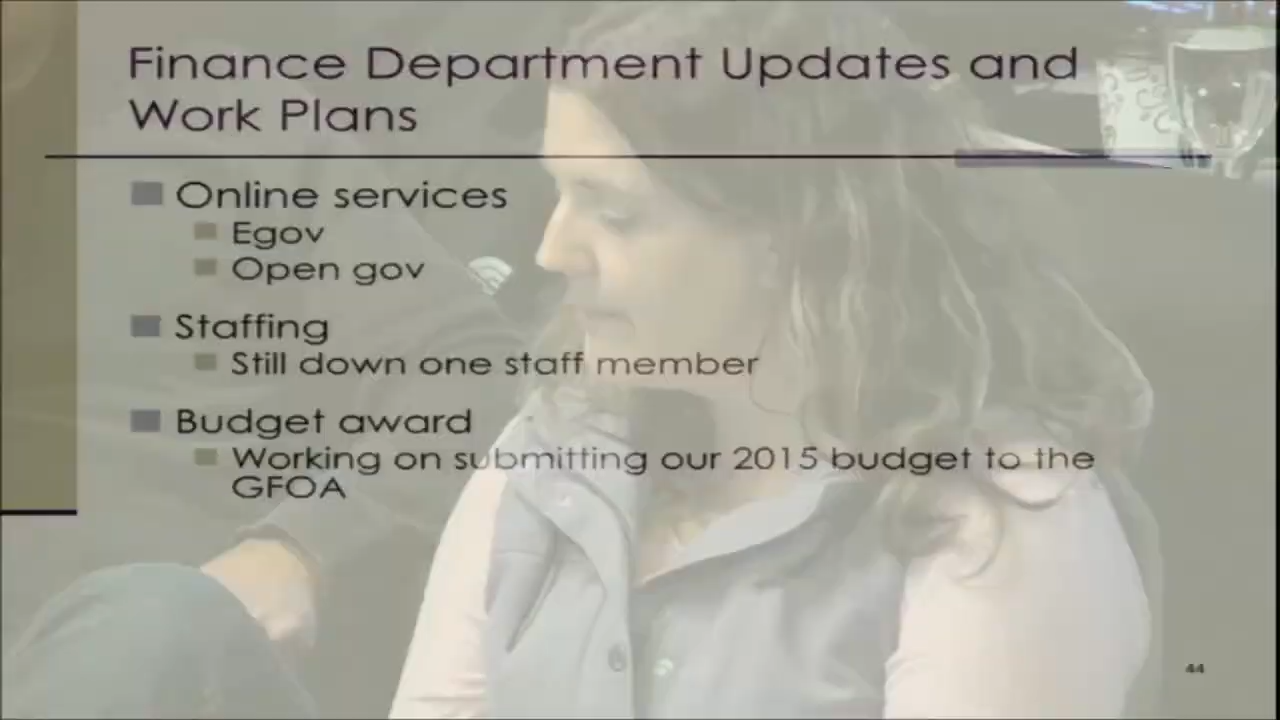 Finance Department Updates and
Work Plans
Online services
Egov
Open gov
Staffing
Still down one staff member
Budget award
Working on submitting our 2015 budget to the
GFOA
44